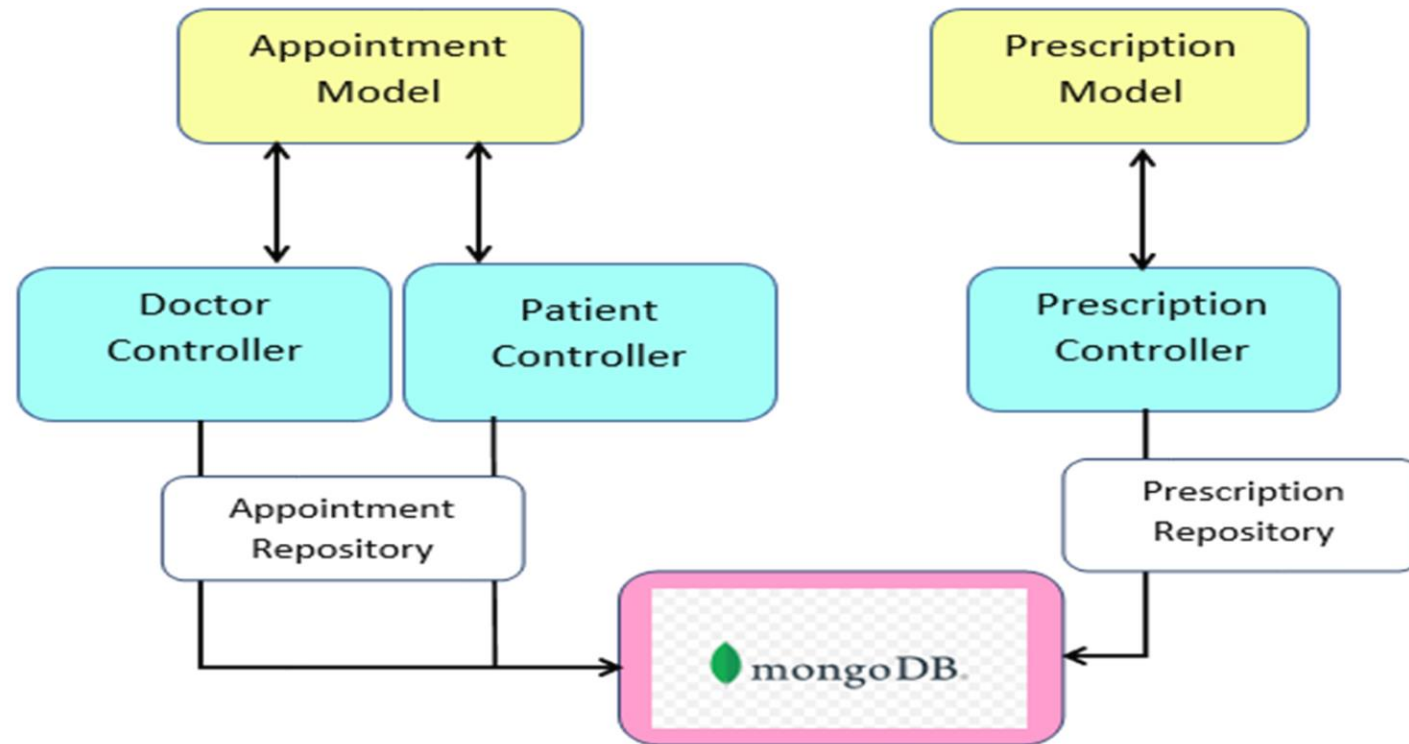 Appointment
Model
Prescription
Model
Doctor
Controller
Patient
Controller
Prescription
Controller
Appointment
Repository
Prescription
Repository
mongoDB.